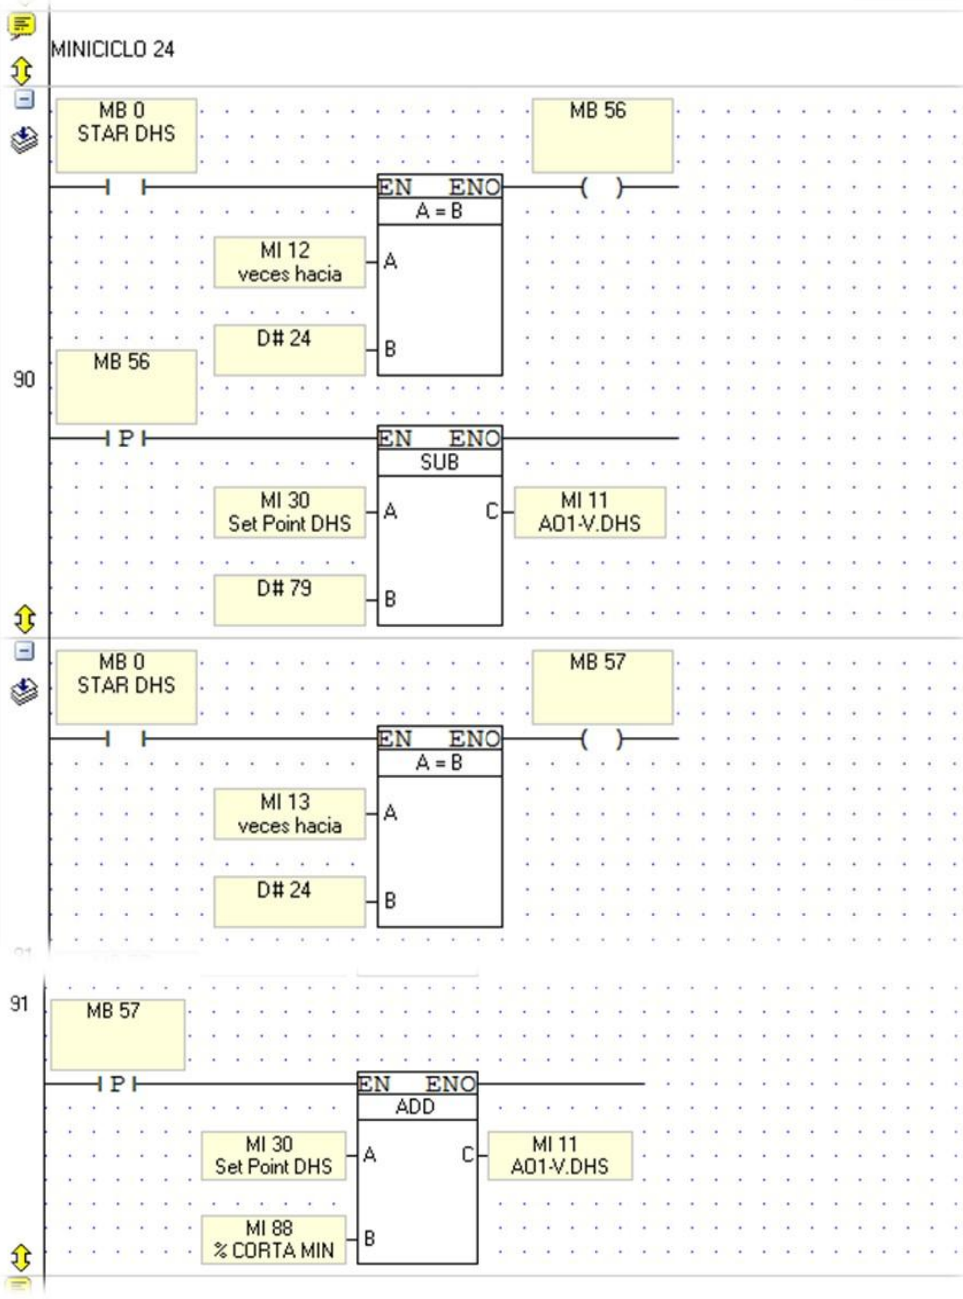 MINICICLO 24
MB 0
STAR DHS
MB 56
EN ENO
A = B
MI 12
veces hacia
A
D# 24
B
90
MB 56
P
EN ENO
SUB
MI 30
Set Point DHS
A
C
MI 11
AO1-V.DHS
D# 79
B
MB 0
STAR DHS
MB 57
EN ENO
A = B
MI 13
veces hacia
A
D# 24
B
91
91
MB 57
P
EN ENO
ADD
MI 30
Set Point DHS
A
C
MI 11
AO1-V.DHS
MI 88
% CORTA MIN
B